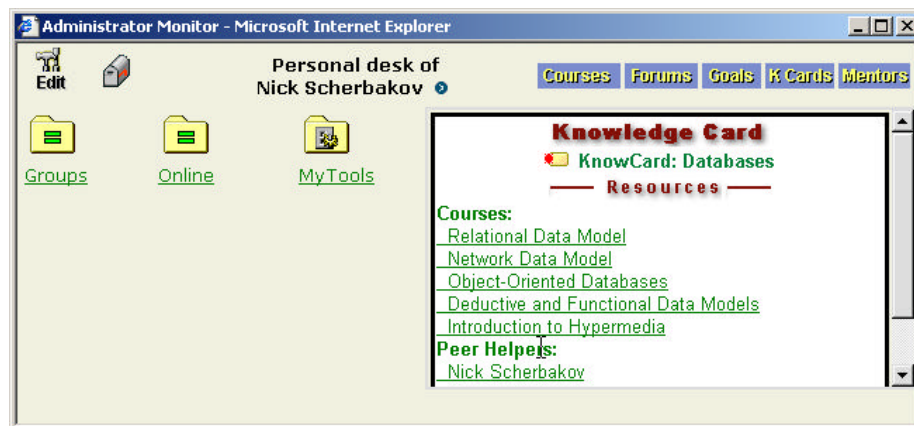 Administrator Monitor - Microsoft Internet Explorer
Edit
Personal desk of
Nick Scherbakov
Courses Forums Goals K Cards Mentors
Groups Online MyTools
Knowledge Card
KnowCard: Databases
Resources
Courses:
Relational Data Model
Network Data Model
Object-Oriented Databases
Deductive and Functional Data Models
Introduction to Hypermedia
Peer Helpers:
Nick Scherbakov